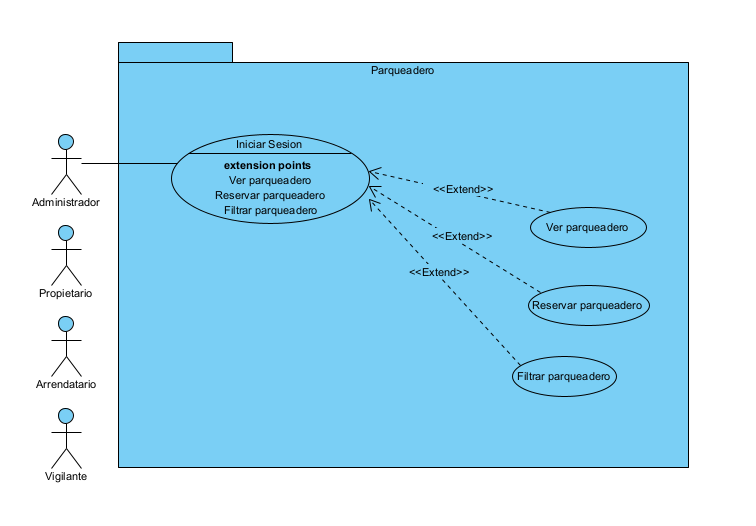 Parqueadero
Iniciar Sesion
extension points
Ver parqueadero
Reservar parqueadero
Filtrar parqueadero
<<Extend>>
<<Extend>>
<<Extend>>
Ver parqueadero
Reservar parqueadero
Filtrar parqueadero
Administrador
Propietario
Arrendatario
Vigilante